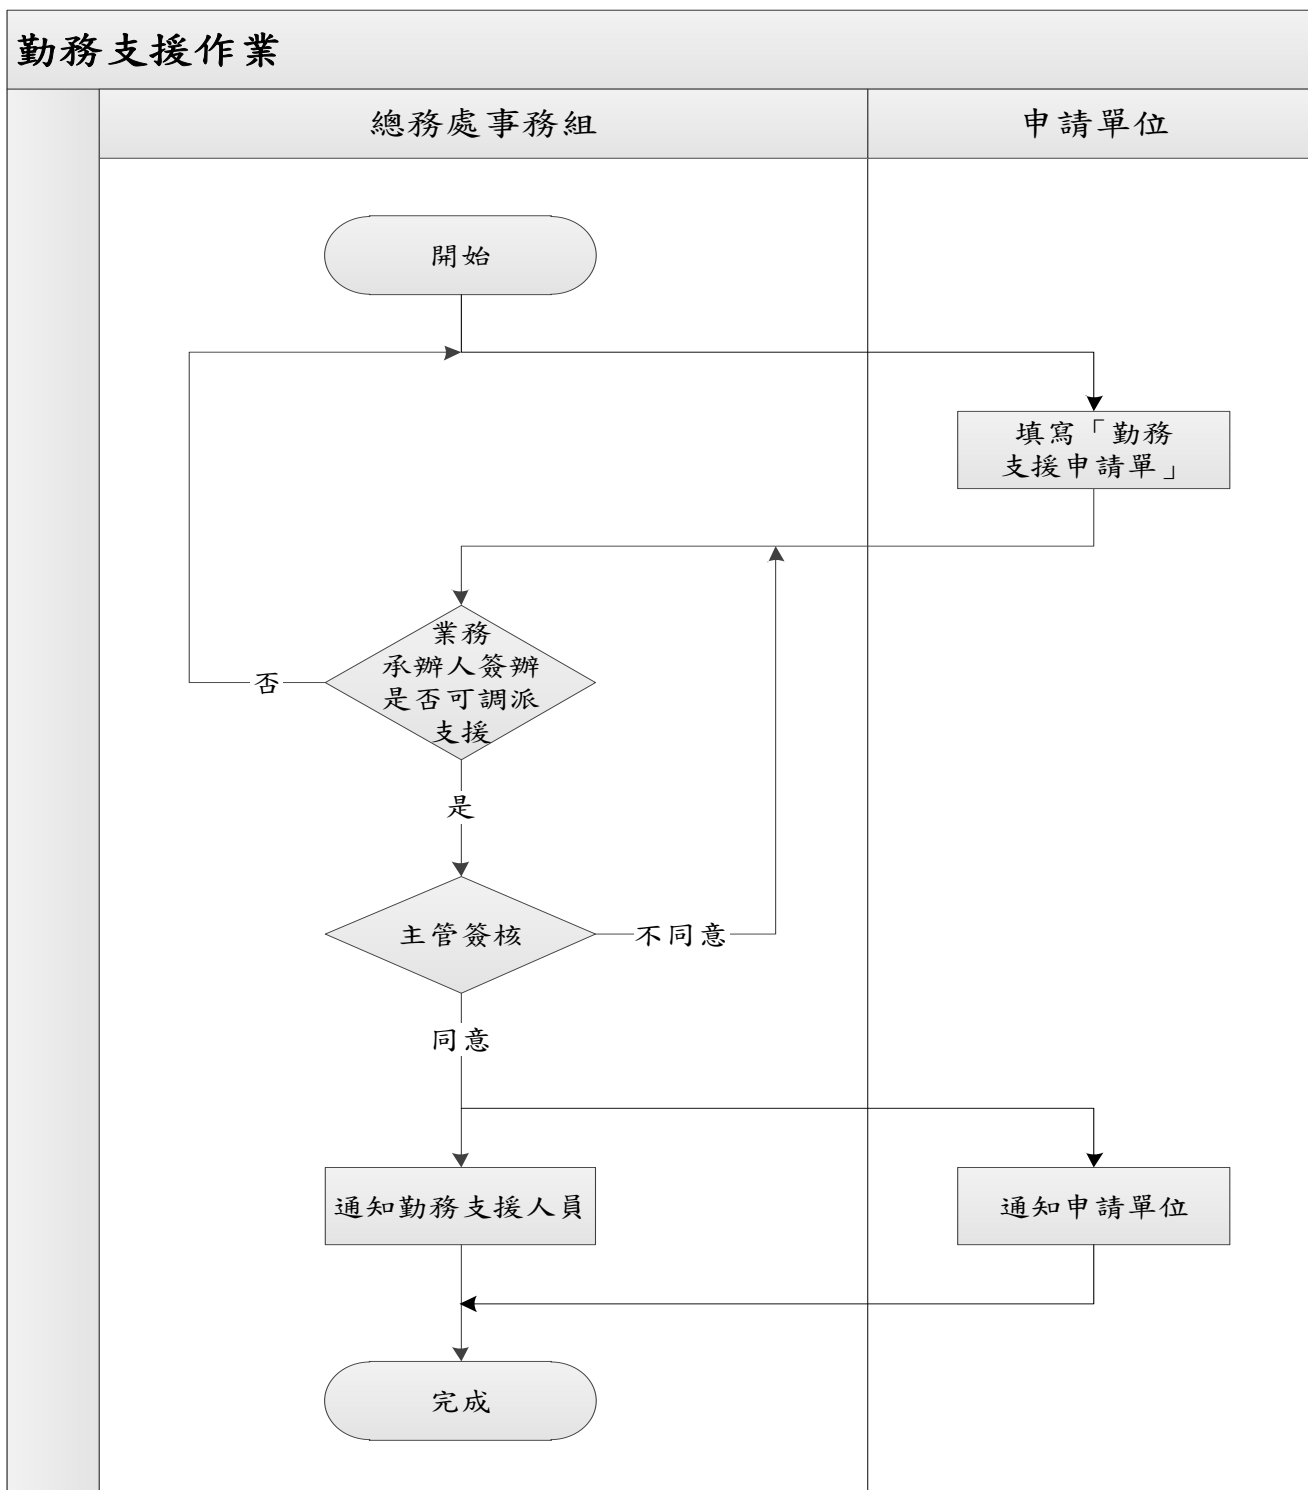 勤務支援作業
總務處事務組
申請單位
開始
填寫「勤務
支援申請單」
業務
承辦人簽辦
是否可調派
支援
否
是
主管簽核
不同意
同意
通知勤務支援人員
通知申請單位
完成